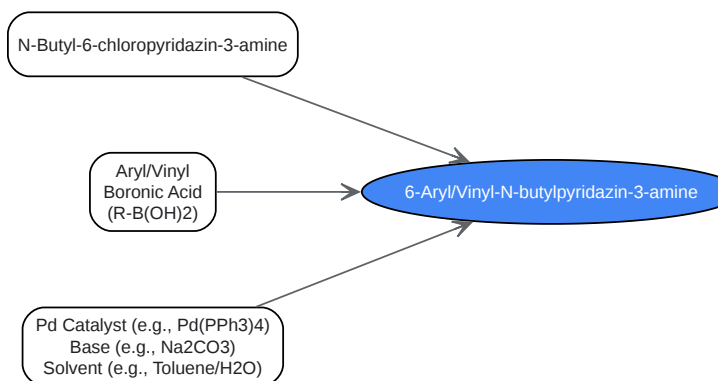 N-Butyl-6-chloropyridazin-3-amine
Aryl/Vinyl
Boronic Acid
(R-B(OH)2)
6-Aryl/Vinyl-N-butylpyridazin-3-amine
Pd Catalyst (e.g., Pd(PPh3)4)
Base (e.g., Na2CO3)
Solvent (e.g., Toluene/H2O)